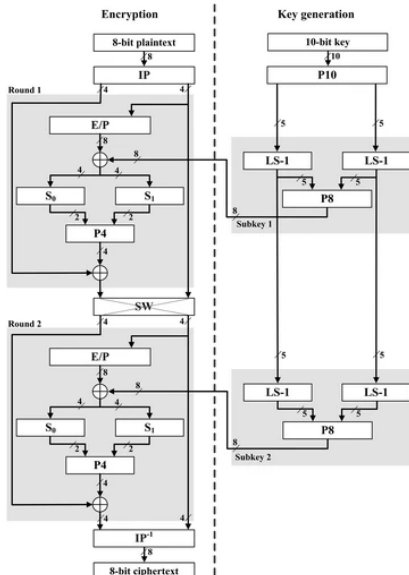 Encryption
Key generation
8-bit plaintext
10-bit key
8
10
IP
P10
4
4
Round 1
E/P
5
5
8
8
LS-1
LS-1
4
4
S0
S1
5
5
P8
2
2
8
Subkey 1
P4
4
SW
4
4
Round 2
E/P
5
5
8
8
LS-1
LS-1
4
4
S0
S1
5
5
P8
2
2
8
Subkey 2
P4
4
4
4
IP-1
8
8-bit ciphertext